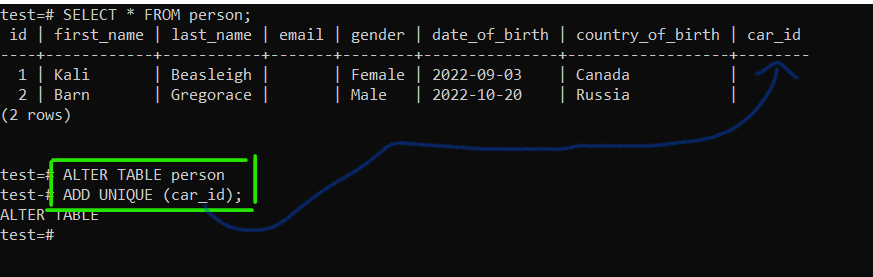 test=# SELECT * FROM person;
 id | first_name | last_name | email | gender | date_of_birth | country_of_birth | car_id
----+------------+-----------+-------+--------+---------------+------------------+--------
  1 | Kali       | Beasleigh |       | Female | 2022-09-03    | Canada           |
  2 | Barn       | Gregorace |       | Male   | 2022-10-20    | Russia           |
(2 rows)
test=# ALTER TABLE person
test-# ADD UNIQUE (car_id);
ALTER TABLE
test=#